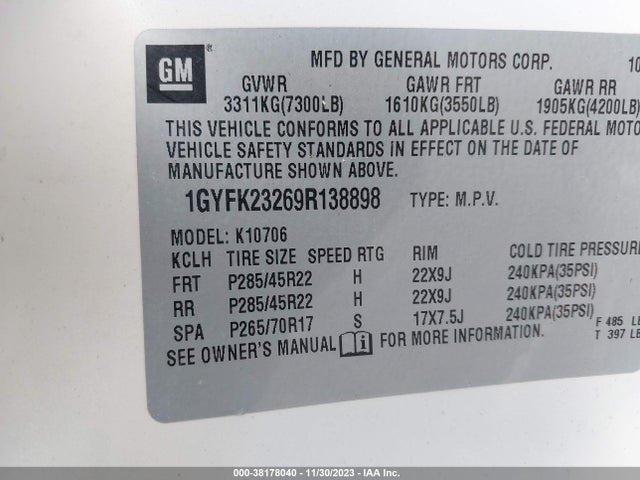 GM ®
MFD BY GENERAL MOTORS CORP. 10
GVWR GAWR FRT GAWR RR
3311KG(7300LB) 1610KG(3550LB) 1905KG(4200LB)
THIS VEHICLE CONFORMS TO ALL APPLICABLE U.S. FEDERAL MOTO
VEHICLE SAFETY STANDARDS IN EFFECT ON THE DATE OF
MANUFACTURE SHOWN ABOVE.
1GYFK23269R138898 TYPE: M.P.V.
MODEL: K10706
KCLH TIRE SIZE SPEED RTG RIM COLD TIRE PRESSURE
FRT P285/45R22 H 22X9J 240KPA(35PSI)
RR P285/45R22 H 22X9J 240KPA(35PSI)
SPA P265/70R17 S 17X7.5J 240KPA(35PSI) F 485 LE
SEE OWNER'S MANUAL i FOR MORE INFORMATION. T 397 LE
000-38178040 - 11/30/2023 - IAA Inc.